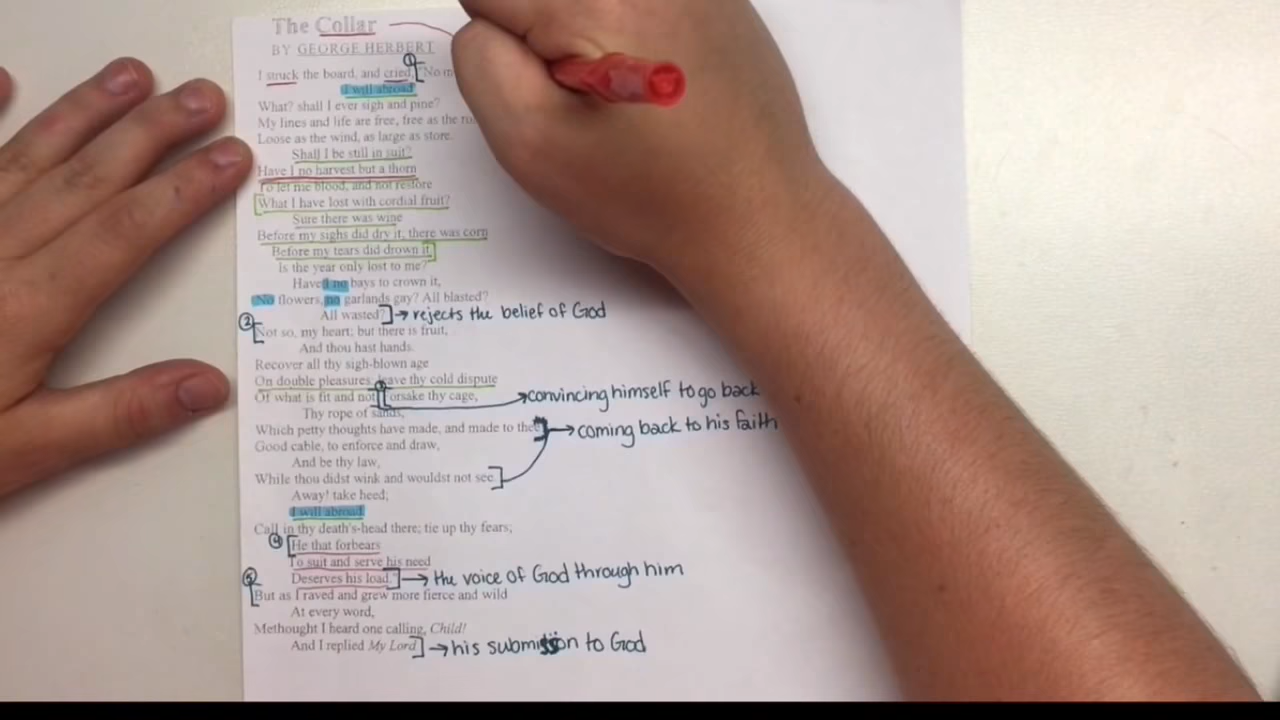 The Collar
BY GEORGE HERBERT
1
I struck the board, and cried, "No
I will abroad
What? shall I ever sigh and pine?
My lines and life are free, free as the
Loose as the wind, as large as store.
Shall I be still in suit?
Have I no harvest but a thorn
To let me blood, and not restore
What I have lost with cordial fruit?
Sure there was wine
Before my sighs did dry it; there was corn
Before my tears did drown it.
Is the year only lost to me?
Have I no bays to crown it,
No flowers, no garlands gay? All blasted?
All wasted? → rejects the belief of God
2
Not so, my heart; but there is fruit,
And thou hast hands.
Recover all thy sigh-blown age
On double pleasures: leave thy cold dispute
Of what is fit and not. Forsake thy cage, → convincing himself to go back
Thy rope of sands,
Which petty thoughts have made, and made to thee → coming back to his faith
Good cable, to enforce and draw,
And be thy law,
While thou didst wink and wouldst not see.
Away! take heed;
I will abroad.
Call in thy death's-head there; tie up thy fears;
4 He that forbears
To suit and serve his need
5 Deserves his load. → the voice of God through him
But as I raved and grew more fierce and wild
At every word,
Methought I heard one calling, Child!
And I replied My Lord → his submission to God